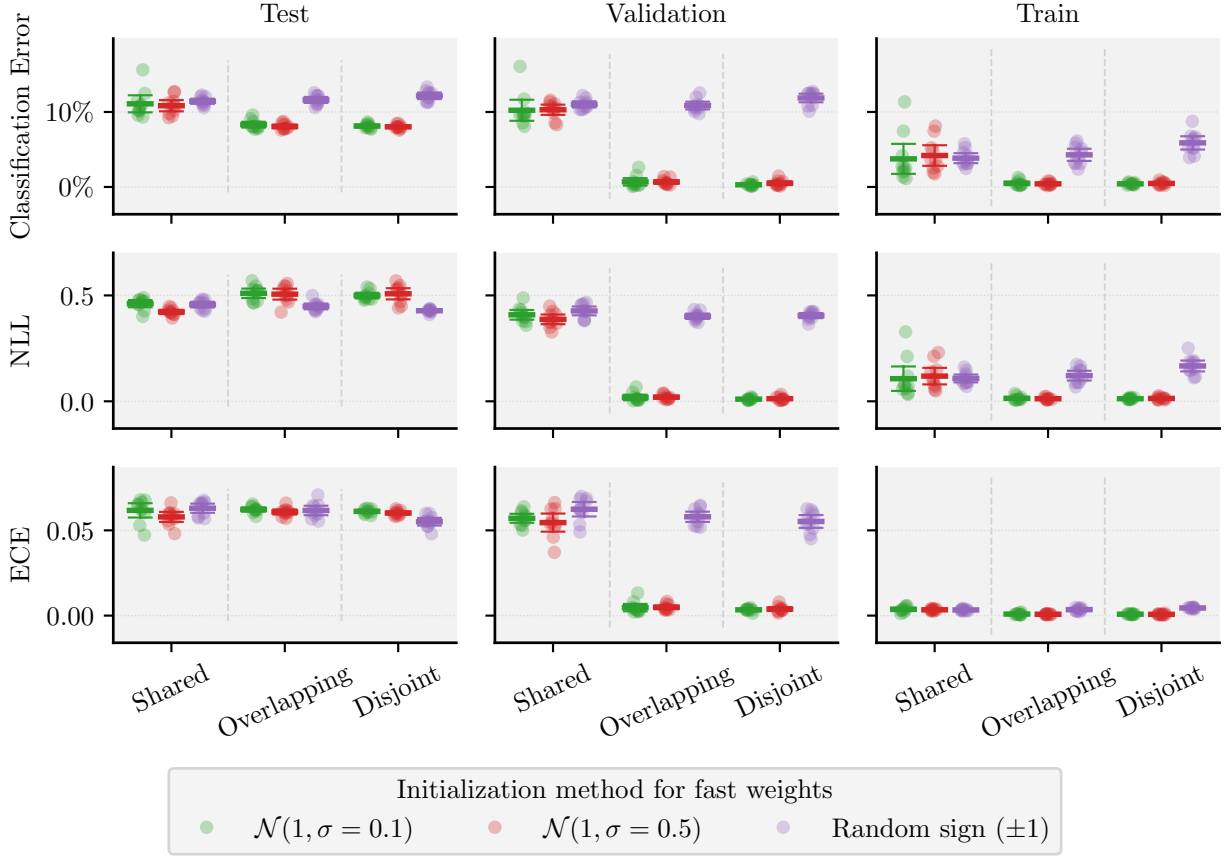 Test Validation Train
Classification Error
10%
0%
NLL
0.5
0.0
ECE
0.05
0.00
Shared Overlapping Disjoint Shared Overlapping Disjoint Shared Overlapping Disjoint
Initialization method for fast weights
𝒩(1, σ = 0.1) 𝒩(1, σ = 0.5) Random sign (±1)